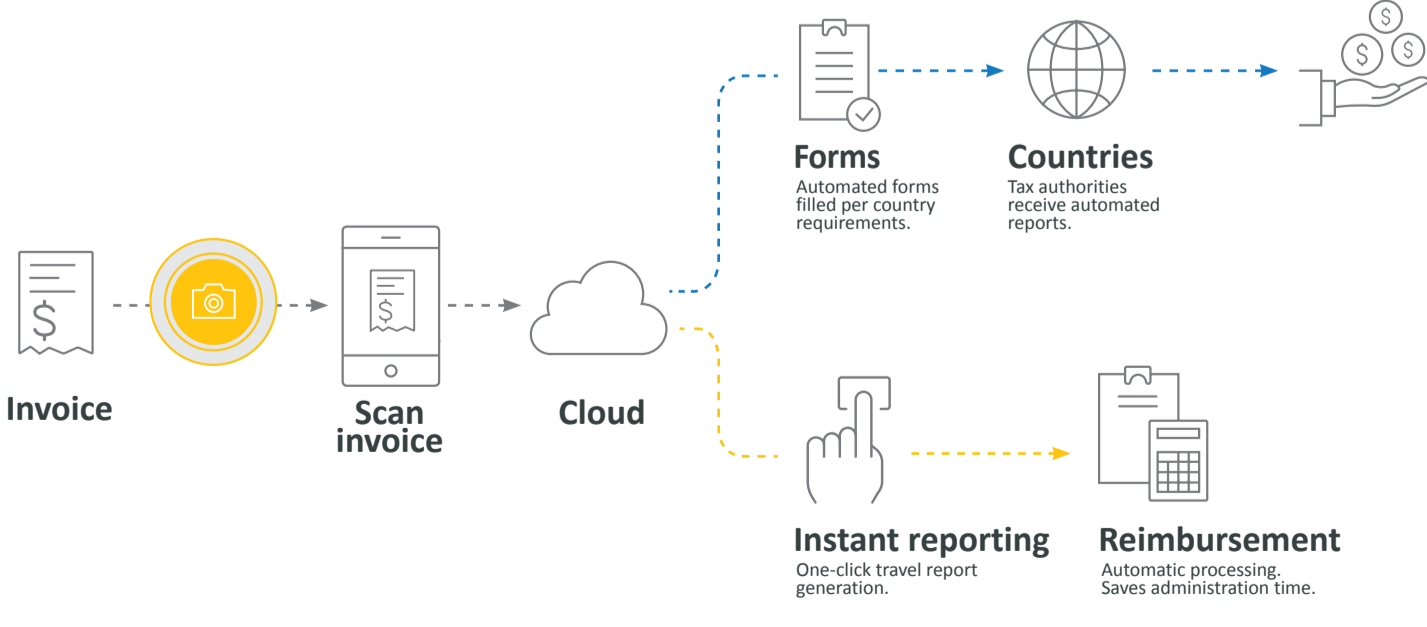 Invoice
$
Scan
invoice
$
Cloud
Forms
Automated forms
filled per country
requirements.
Countries
Tax authorities
receive automated
reports.
$
$
$
Instant reporting
One-click travel report
generation.
Reimbursement
Automatic processing.
Saves administration time.